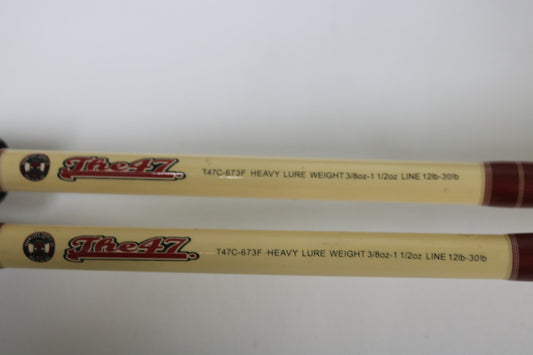 The47 T47C-673F HEAVY LURE WEIGHT 3/8oz-1 1/2oz LINE 12lb-30lb
The47 T47C-673F HEAVY LURE WEIGHT 3/8oz-1 1/2oz LINE 12lb-30lb